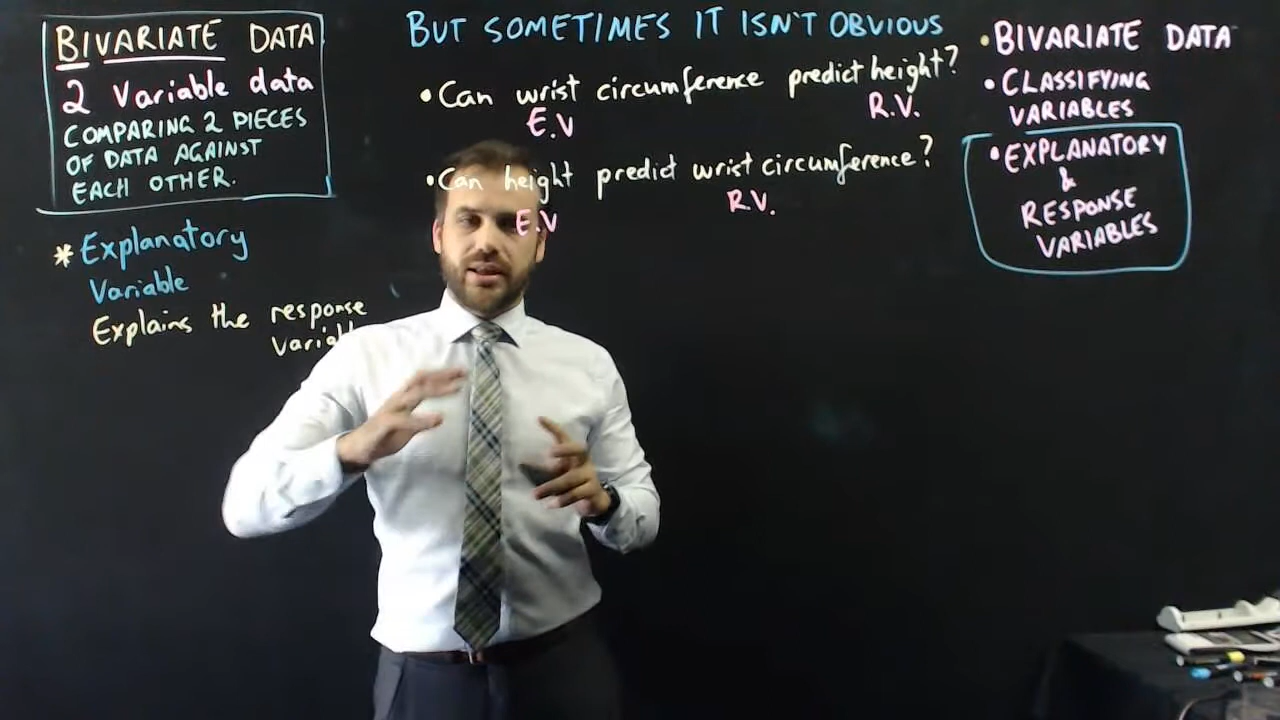 BIVARIATE DATA
2 Variable data
COMPARING 2 PIECES
OF DATA AGAINST
EACH OTHER.
* Explanatory
Variable
Explains the response
BUT SOMETIMES IT ISN'T OBVIOUS
• Can wrist circumference predict height?
E.V R.V.
• Can height predict wrist circumference?
E.V R.V.
• BIVARIATE DATA
• CLASSIFYING
VARIABLES
• EXPLANATORY
&
RESPONSE
VARIABLES